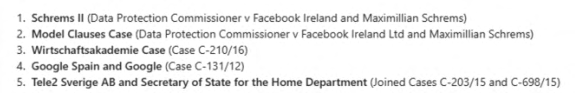 1. Schrems II (Data Protection Commissioner v Facebook Ireland and Maximillian Schrems)
2. Model Clauses Case (Data Protection Commissioner v Facebook Ireland Ltd and Maximillian Schrems)
3. Wirtschaftsakademie Case (Case C-210/16)
4. Google Spain and Google (Case C-131/12)
5. Tele2 Sverige AB and Secretary of State for the Home Department (Joined Cases C-203/15 and C-698/15)